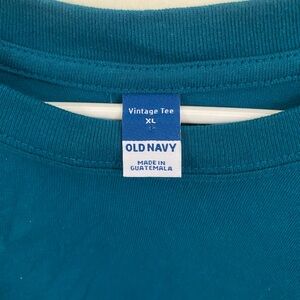 Vintage Tee
XL
OLD NAVY
MADE IN
GUATEMALA